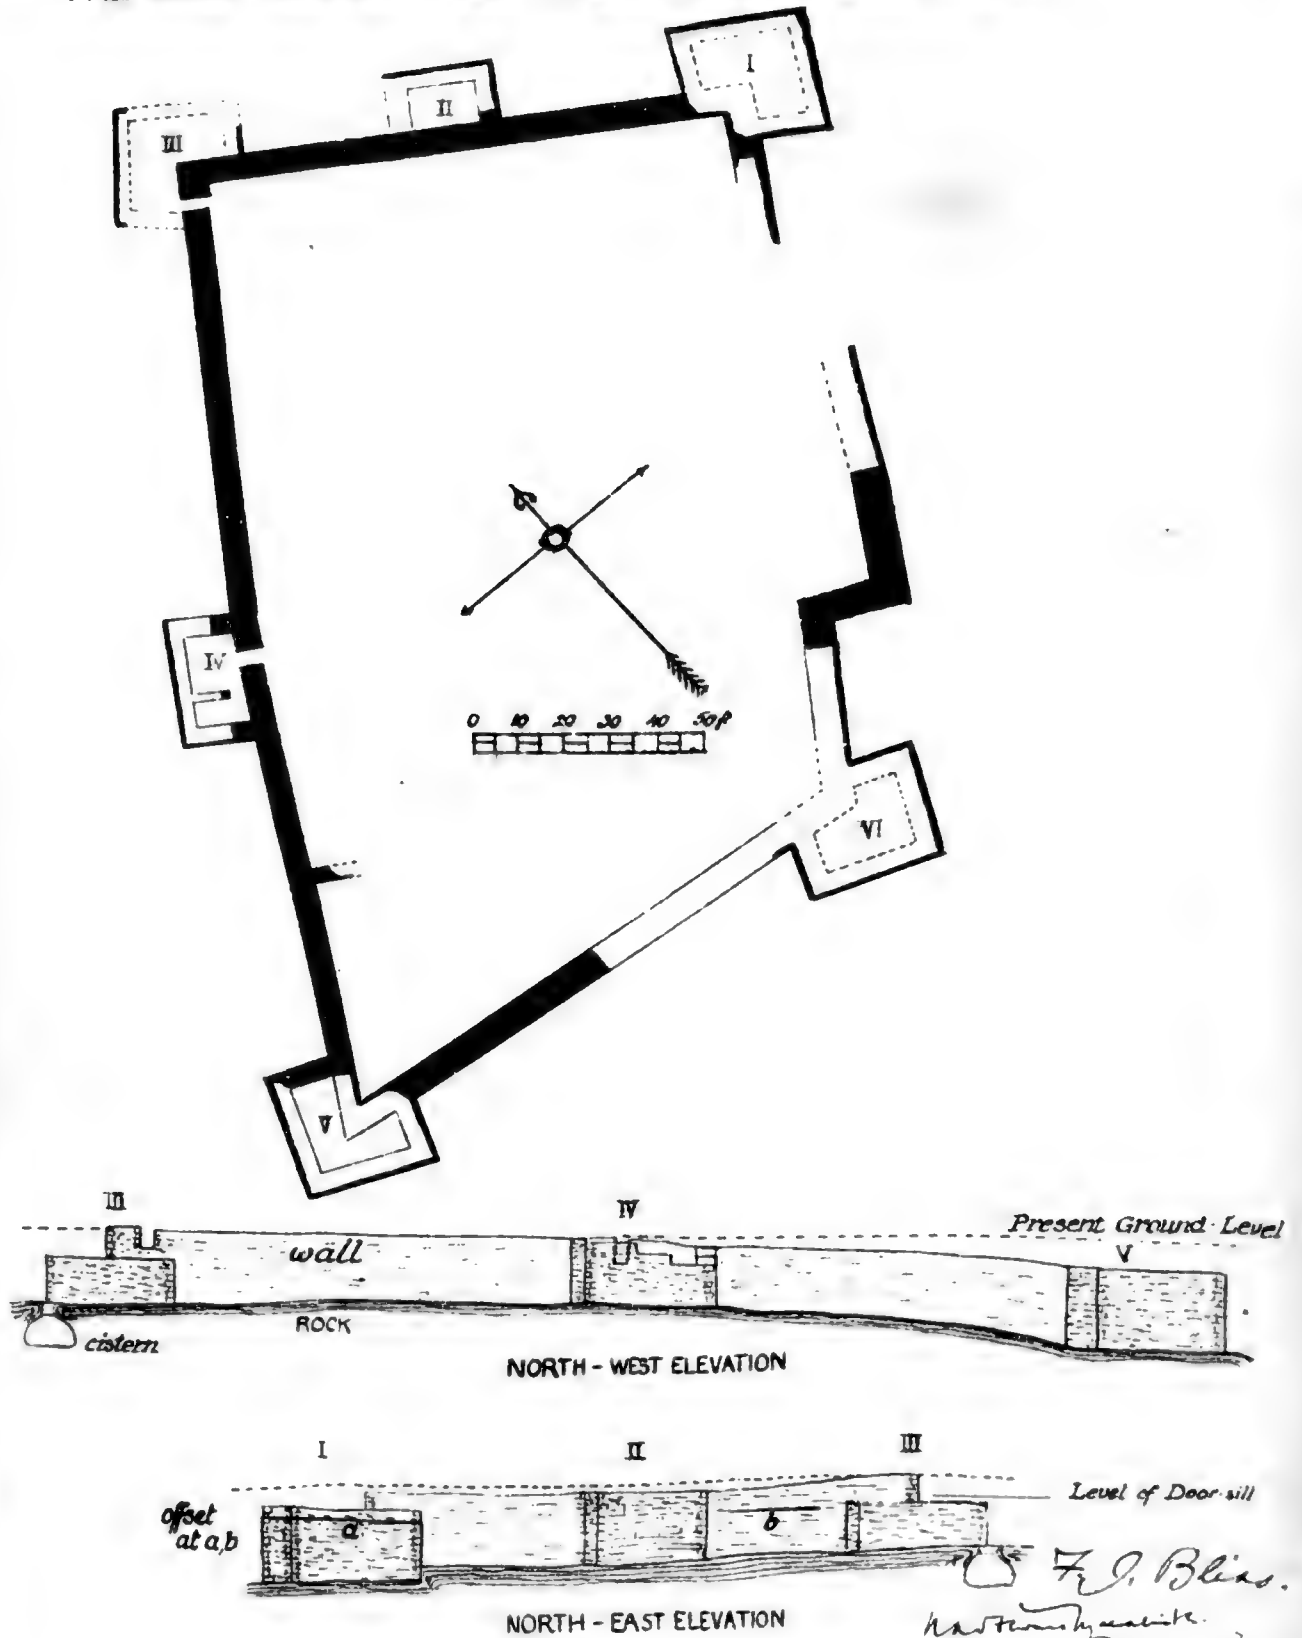 I
II
III
IV
0 10 20 30 40 50 ft
VI
V
III
IV
Present Ground-Level
V
wall
ROCK
cistern
NORTH-WEST ELEVATION
I
II
III
Level of Door-sill
offset
at a,b
a
b
F. J. Bliss.
NORTH-EAST ELEVATION